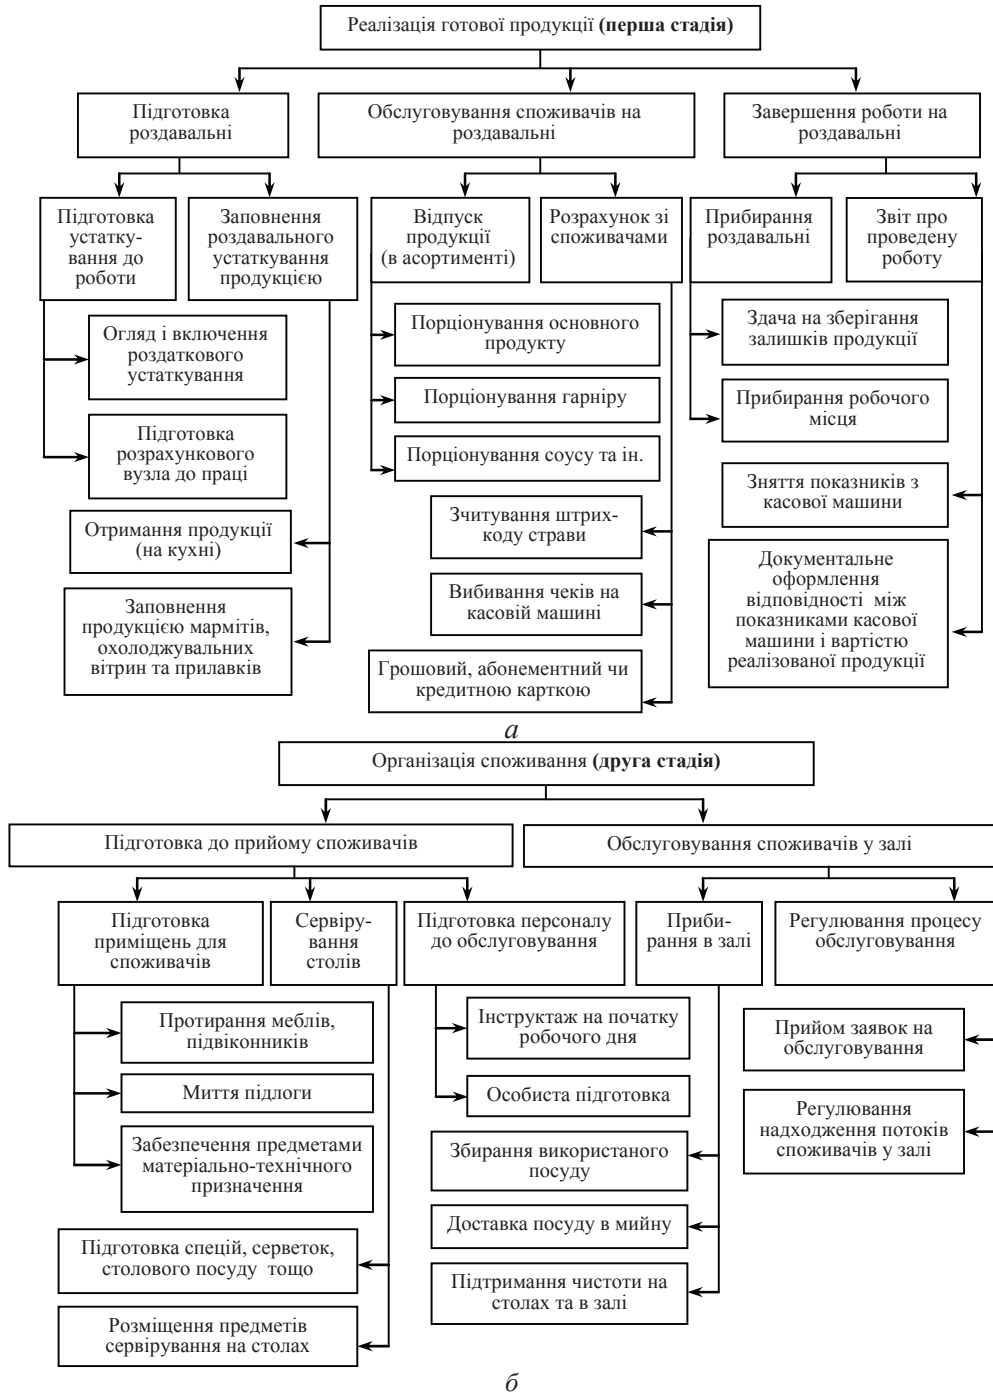 Реалізація готової продукції (перша стадія)
Підготовка
роздавальні
Обслуговування споживачів на
роздавальні
Завершення роботи на
роздавальні
Підготовка
устатку-
вання до
роботи
Заповнення
роздавального
устаткування
продукцією
Відпуск
продукції
(в асортименті)
Розрахунок зі
споживачами
Прибирання
роздавальні
Звіт про
проведену
роботу
Огляд і включення
роздаткового
устаткування
Підготовка
розрахункового
вузла до праці
Отримання продукції
(на кухні)
Заповнення
продукцією мармітів,
охолоджувальних
вітрин та прилавків
Порціонування основного
продукту
Порціонування гарніру
Порціонування соусу та ін.
Зчитування штрих-
коду страви
Вибивання чеків на
касовій машині
Грошовий, абонементний чи
кредитною карткою
Здача на зберігання
залишків продукції
Прибирання робочого
місця
Зняття показників з
касової машини
Документальне
оформлення
відповідності між
показниками касової
машини і вартістю
реалізованої продукції
а
Організація споживання (друга стадія)
Підготовка до прийому споживачів
Обслуговування споживачів у залі
Підготовка
приміщень для
споживачів
Сервіру-
вання
столів
Підготовка персоналу
до обслуговування
Приби-
рання в залі
Регулювання процесу
обслуговування
Протирання меблів,
підвіконників
Миття підлоги
Забезпечення предметами
матеріально-технічного
призначення
Підготовка спецій, серветок,
столового посуду тощо
Розміщення предметів
сервірування на столах
Інструктаж на початку
робочого дня
Особиста підготовка
Збирання використаного
посуду
Доставка посуду в мийну
Підтримання чистоти на
столах та в залі
Прийом заявок на
обслуговування
Регулювання
надходження потоків
споживачів у залі
б